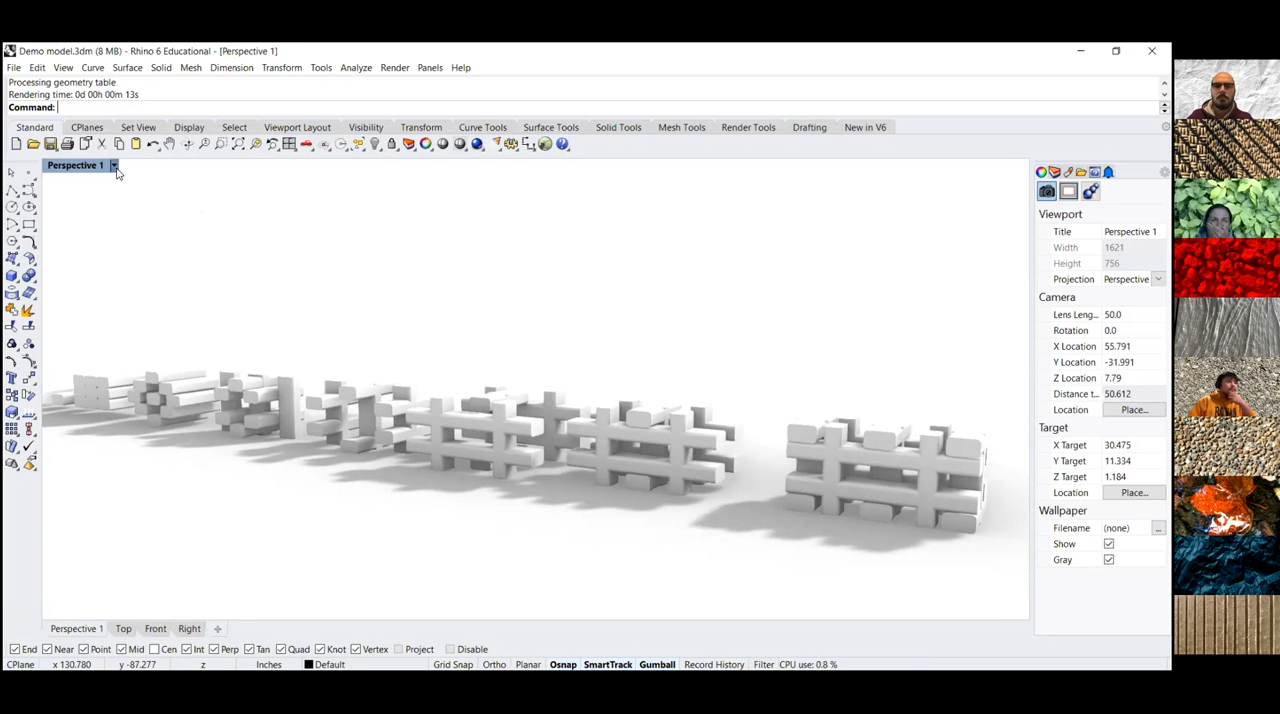 Demo model.3dm (8 MB) - Rhino 6 Educational - [Perspective 1]
File Edit View Curve Surface Solid Mesh Dimension Transform Tools Analyze Render Panels Help
Processing geometry table
Rendering time: 0d 00h 00m 13s
Command:
Standard CPlanes Set View Display Select Viewport Layout Visibility Transform Curve Tools Surface Tools Solid Tools Mesh Tools Render Tools Drafting New in V6
Perspective 1
Viewport
Title Perspective 1
Width 1621
Height 756
Projection Perspective
Camera
Lens Leng... 50.0
Rotation 0.0
X Location 55.791
Y Location -31.991
Z Location 7.79
Distance t... 50.612
Location Place...
Target
X Target 30.475
Y Target 11.334
Z Target 1.184
Location Place...
Wallpaper
Filename (none) ...
Show
Gray
Perspective 1 Top Front Right
End Near Point Mid Cen Int Perp Tan Quad Knot Vertex Project Disable
CPlane x 130.780 y -87.277 z Inches Default Grid Snap Ortho Planar Osnap SmartTrack Gumball Record History Filter CPU use: 0.8 %